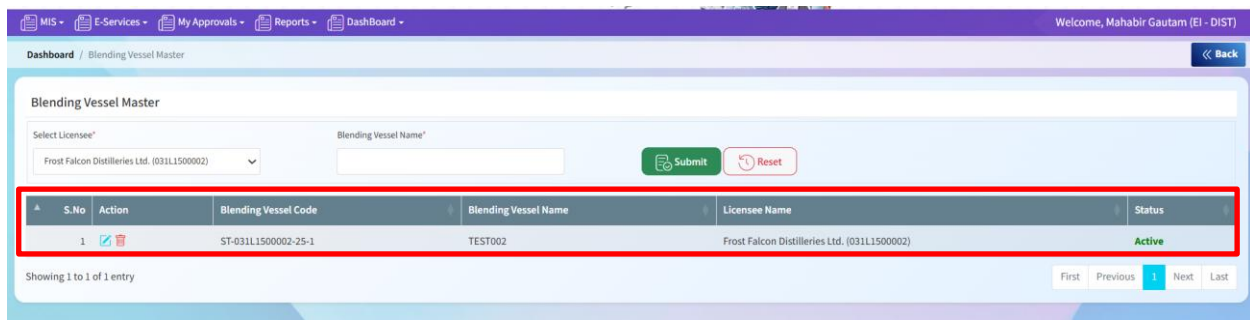 MIS E-Services My Approvals Reports DashBoard Welcome, Mahabir Gautam (EI - DIST)
Dashboard / Blending Vessel Master « Back
Blending Vessel Master
Select Licensee* Blending Vessel Name*
Frost Falcon Distilleries Ltd. (031L1500002) Submit Reset
S.No Action Blending Vessel Code Blending Vessel Name Licensee Name Status
1 ST-031L1500002-25-1 TEST002 Frost Falcon Distilleries Ltd. (031L1500002) Active
Showing 1 to 1 of 1 entry First Previous 1 Next Last